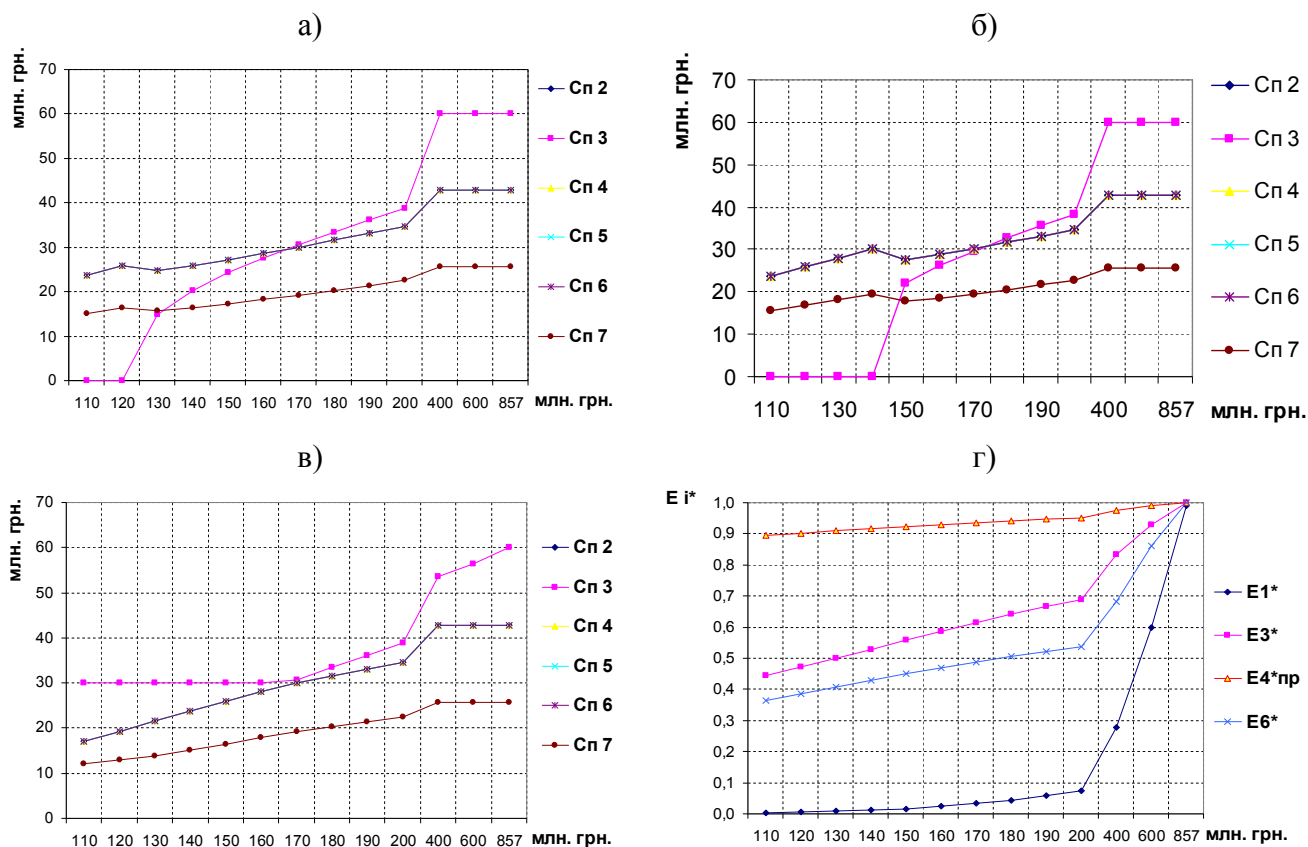 а)
млн. грн.
70
60
50
40
30
20
10
0
110 120 130 140 150 160 170 180 190 200 400 600 857 млн. грн.
Сп 2
Сп 3
Сп 4
Сп 5
Сп 6
Сп 7
б)
млн. грн.
70
60
50
40
30
20
10
0
110 130 150 170 190 400 857 млн. грн.
Сп 2
Сп 3
Сп 4
Сп 5
Сп 6
Сп 7
в)
млн. грн.
70
60
50
40
30
20
10
0
110 120 130 140 150 160 170 180 190 200 400 600 857 млн. грн.
Сп 2
Сп 3
Сп 4
Сп 5
Сп 6
Сп 7
г)
E i*
1,0
0,9
0,8
0,7
0,6
0,5
0,4
0,3
0,2
0,1
0,0
110 120 130 140 150 160 170 180 190 200 400 600 857 млн. грн.
E1*
E3*
E4*пр
E6*